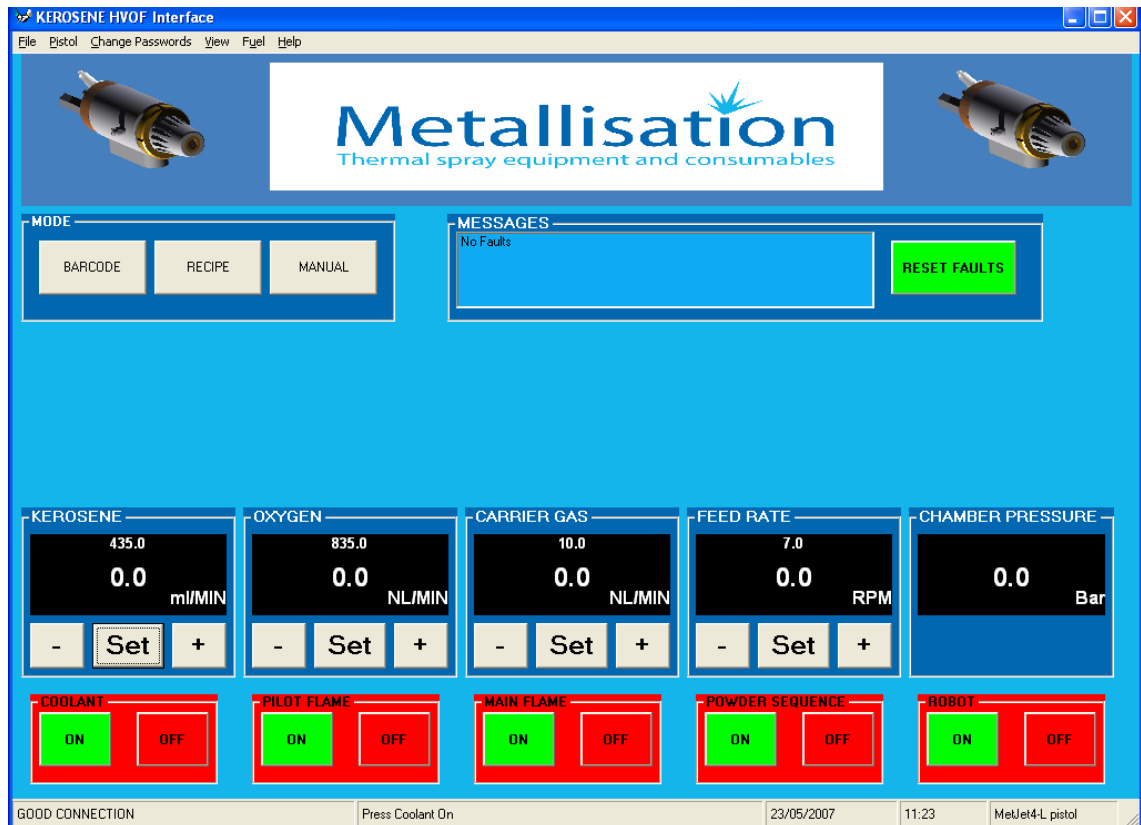 KEROSENE HVOF Interface
File Pistol Change Passwords View Fuel Help
Metallisation
Thermal spray equipment and consumables
MODE
BARCODE RECIPE MANUAL
MESSAGES
No Faults
RESET FAULTS
KEROSENE
435.0
0.0
ml/MIN
- Set +
OXYGEN
835.0
0.0
NL/MIN
- Set +
CARRIER GAS
10.0
0.0
NL/MIN
- Set +
FEED RATE
7.0
0.0
RPM
- Set +
CHAMBER PRESSURE
0.0
Bar
COOLANT
ON OFF
PILOT FLAME
ON OFF
MAIN FLAME
ON OFF
POWDER SEQUENCE
ON OFF
ROBOT
ON OFF
GOOD CONNECTION Press Coolant On 23/05/2007 11:23 MetJet4-L pistol